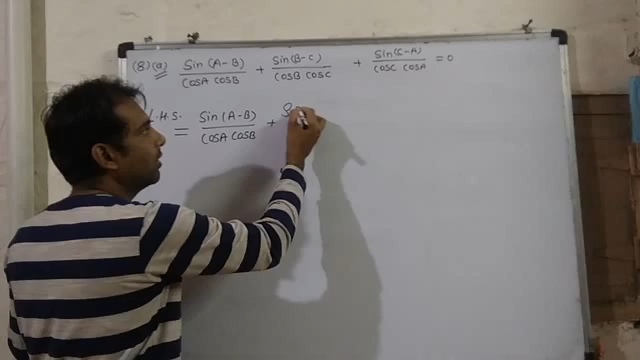 (8) (a) Sin(A-B)/CosA CosB + Sin(B-C)/CosB CosC + Sin(C-A)/CosC CosA = 0
L.H.S. = Sin(A-B)/CosA CosB + S